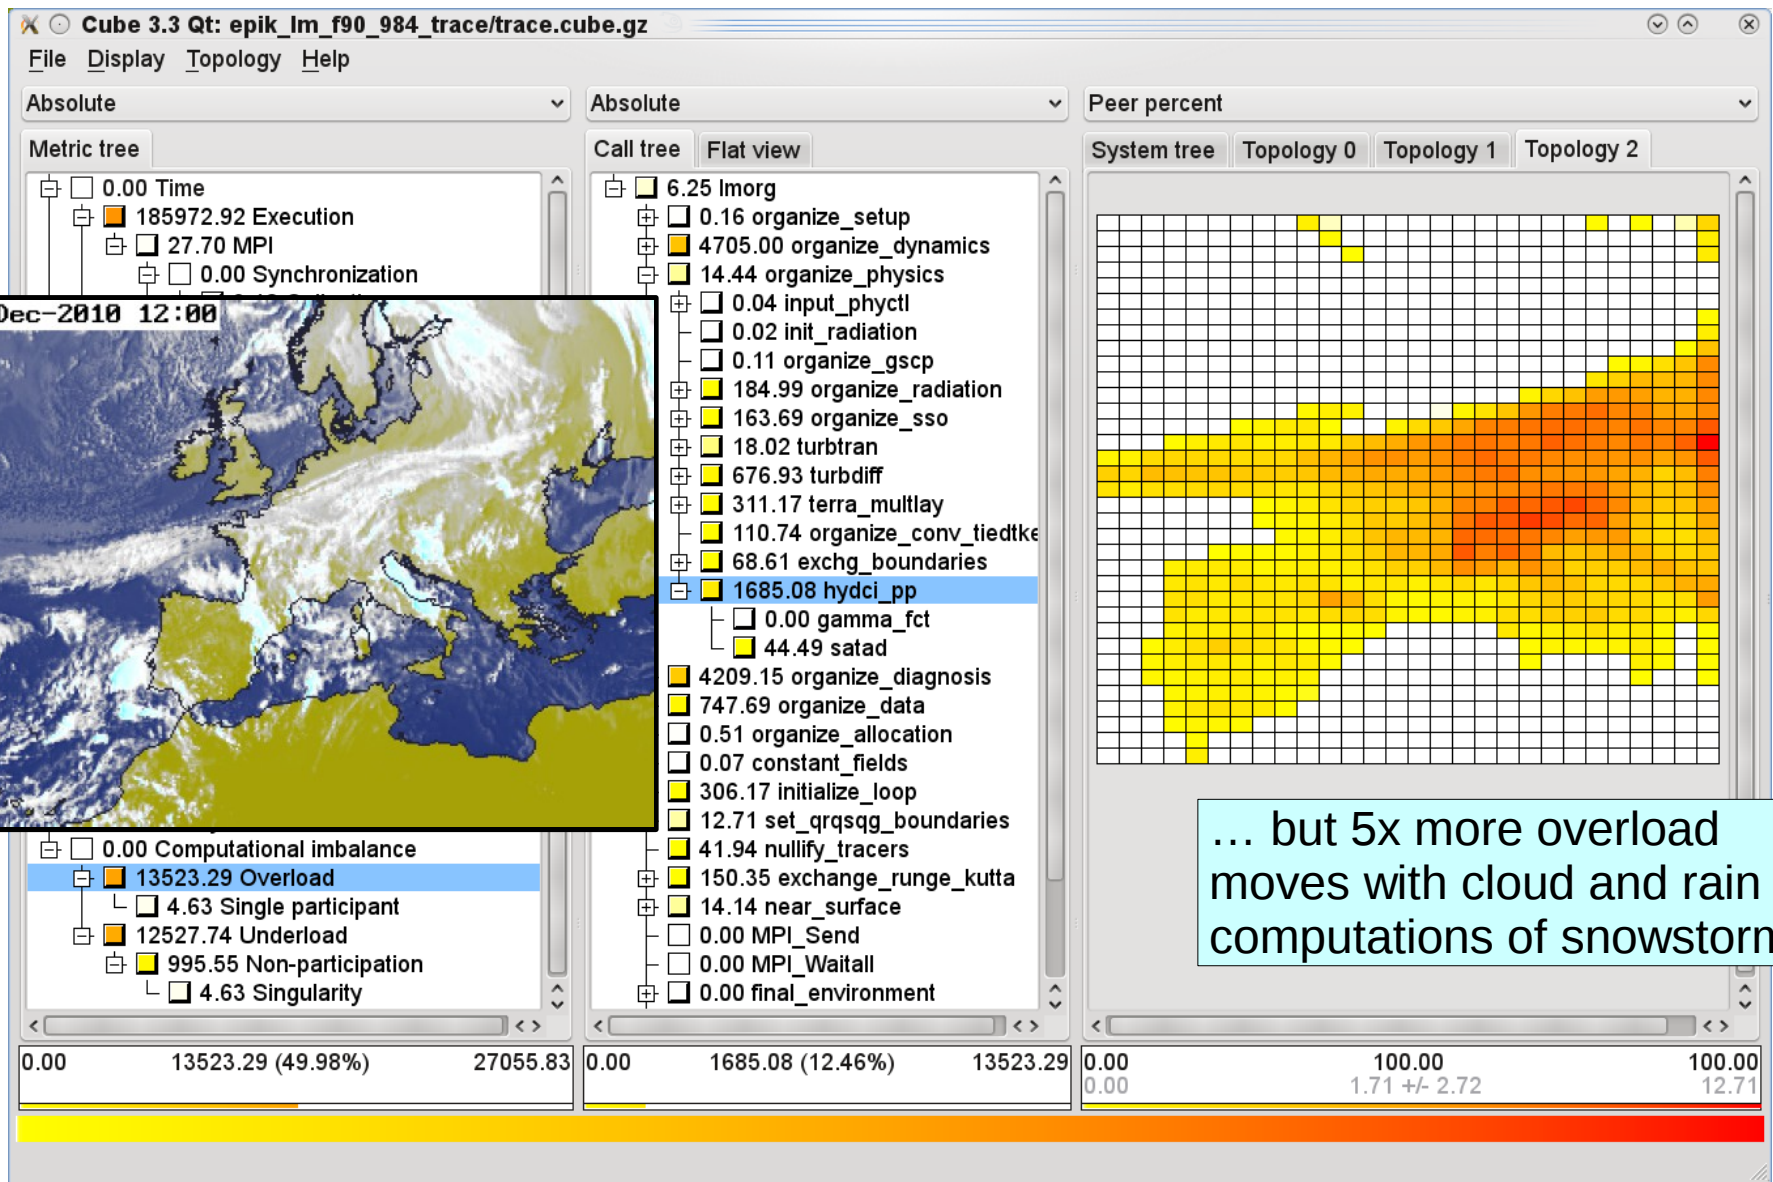 Cube 3.3 Qt: epik_lm_f90_984_trace/trace.cube.gz
File Display Topology Help
Absolute
Absolute
Peer percent
Metric tree
Call tree Flat view
System tree Topology 0 Topology 1 Topology 2
0.00 Time
185972.92 Execution
27.70 MPI
0.00 Synchronization
Dec-2010 12:00
0.00 Computational imbalance
13523.29 Overload
4.63 Single participant
12527.74 Underload
995.55 Non-participation
4.63 Singularity
6.25 lmorg
0.16 organize_setup
4705.00 organize_dynamics
14.44 organize_physics
0.04 input_phyctl
0.02 init_radiation
0.11 organize_gscp
184.99 organize_radiation
163.69 organize_sso
18.02 turbtran
676.93 turbdiff
311.17 terra_multlay
110.74 organize_conv_tiedtke
68.61 exchg_boundaries
1685.08 hydci_pp
0.00 gamma_fct
44.49 satad
4209.15 organize_diagnosis
747.69 organize_data
0.51 organize_allocation
0.07 constant_fields
306.17 initialize_loop
12.71 set_qrqsqg_boundaries
41.94 nullify_tracers
150.35 exchange_runge_kutta
14.14 near_surface
0.00 MPI_Send
0.00 MPI_Waitall
0.00 final_environment
… but 5x more overload
moves with cloud and rain
computations of snowstorm
0.00 13523.29 (49.98%) 27055.83
0.00 1685.08 (12.46%) 13523.29
0.00 100.00 100.00
0.00 1.71 +/- 2.72 12.71